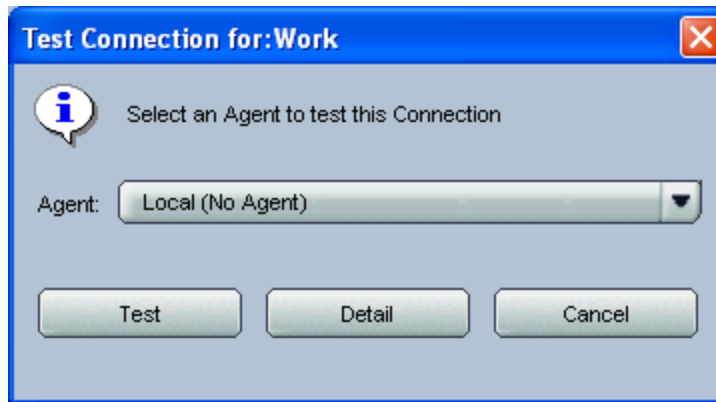 Test Connection for:Work
Select an Agent to test this Connection
Agent: Local (No Agent)
Test Detail Cancel